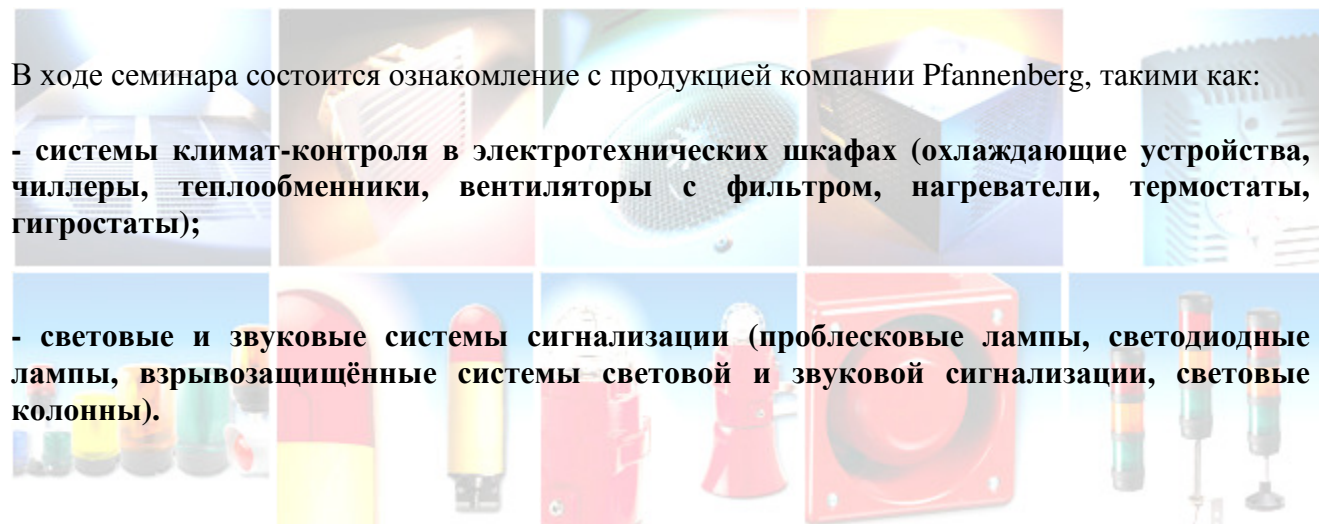 В ходе семинара состоится ознакомление с продукцией компании Pfannenberg, такими как:
- системы климат-контроля в электротехнических шкафах (охлаждающие устройства,
чиллеры, теплообменники, вентиляторы с фильтром, нагреватели, термостаты,
гигростаты);
- световые и звуковые системы сигнализации (проблесковые лампы, светодиодные
лампы, взрывозащищённые системы световой и звуковой сигнализации, световые
колонны).